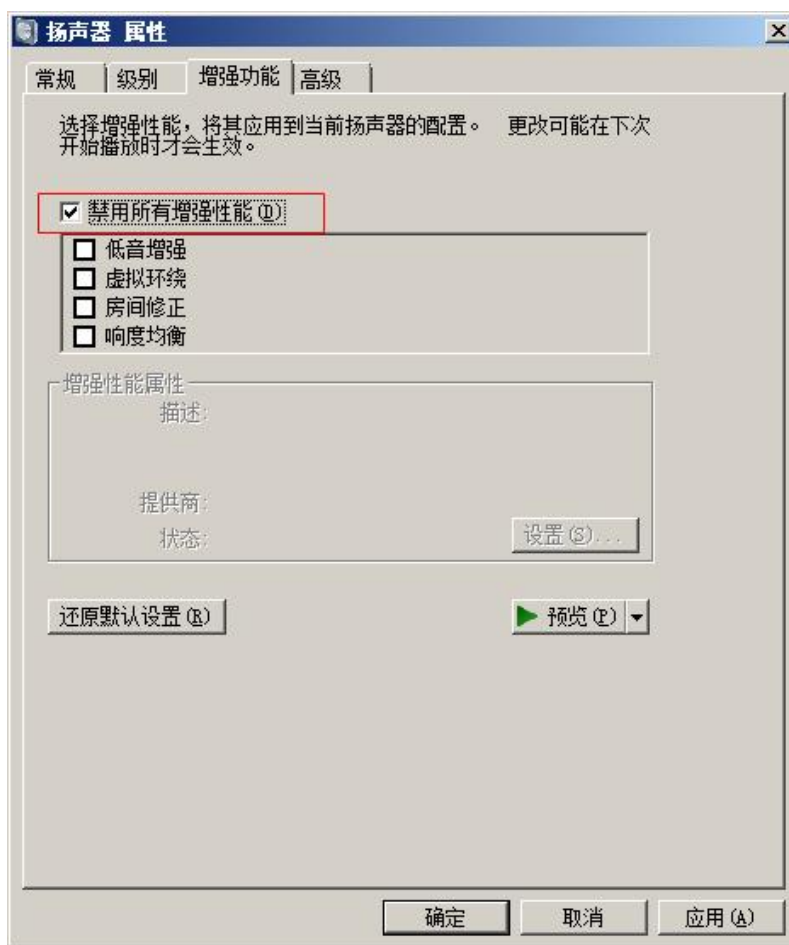 扬声器 属性
常规 级别 增强功能 高级
选择增强性能，将其应用到当前扬声器的配置。 更改可能在下次
开始播放时才会生效。
禁用所有增强性能(D)
低音增强
虚拟环绕
房间修正
响度均衡
增强性能属性
描述:
提供商:
状态:
设置(S)...
还原默认设置(R)
预览(P)
确定 取消 应用(A)